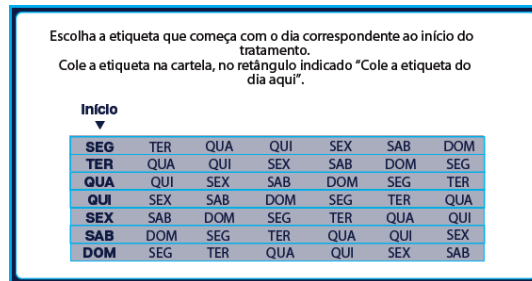 Escolha a etiqueta que começa com o dia correspondente ao início do
tratamento.
Cole a etiqueta na cartela, no retângulo indicado "Cole a etiqueta do
dia aqui".
Início
SEG TER QUA QUI SEX SAB DOM
TER QUA QUI SEX SAB DOM SEG
QUA QUI SEX SAB DOM SEG TER
QUI SEX SAB DOM SEG TER QUA
SEX SAB DOM SEG TER QUA QUI
SAB DOM SEG TER QUA QUI SEX
DOM SEG TER QUA QUI SEX SAB